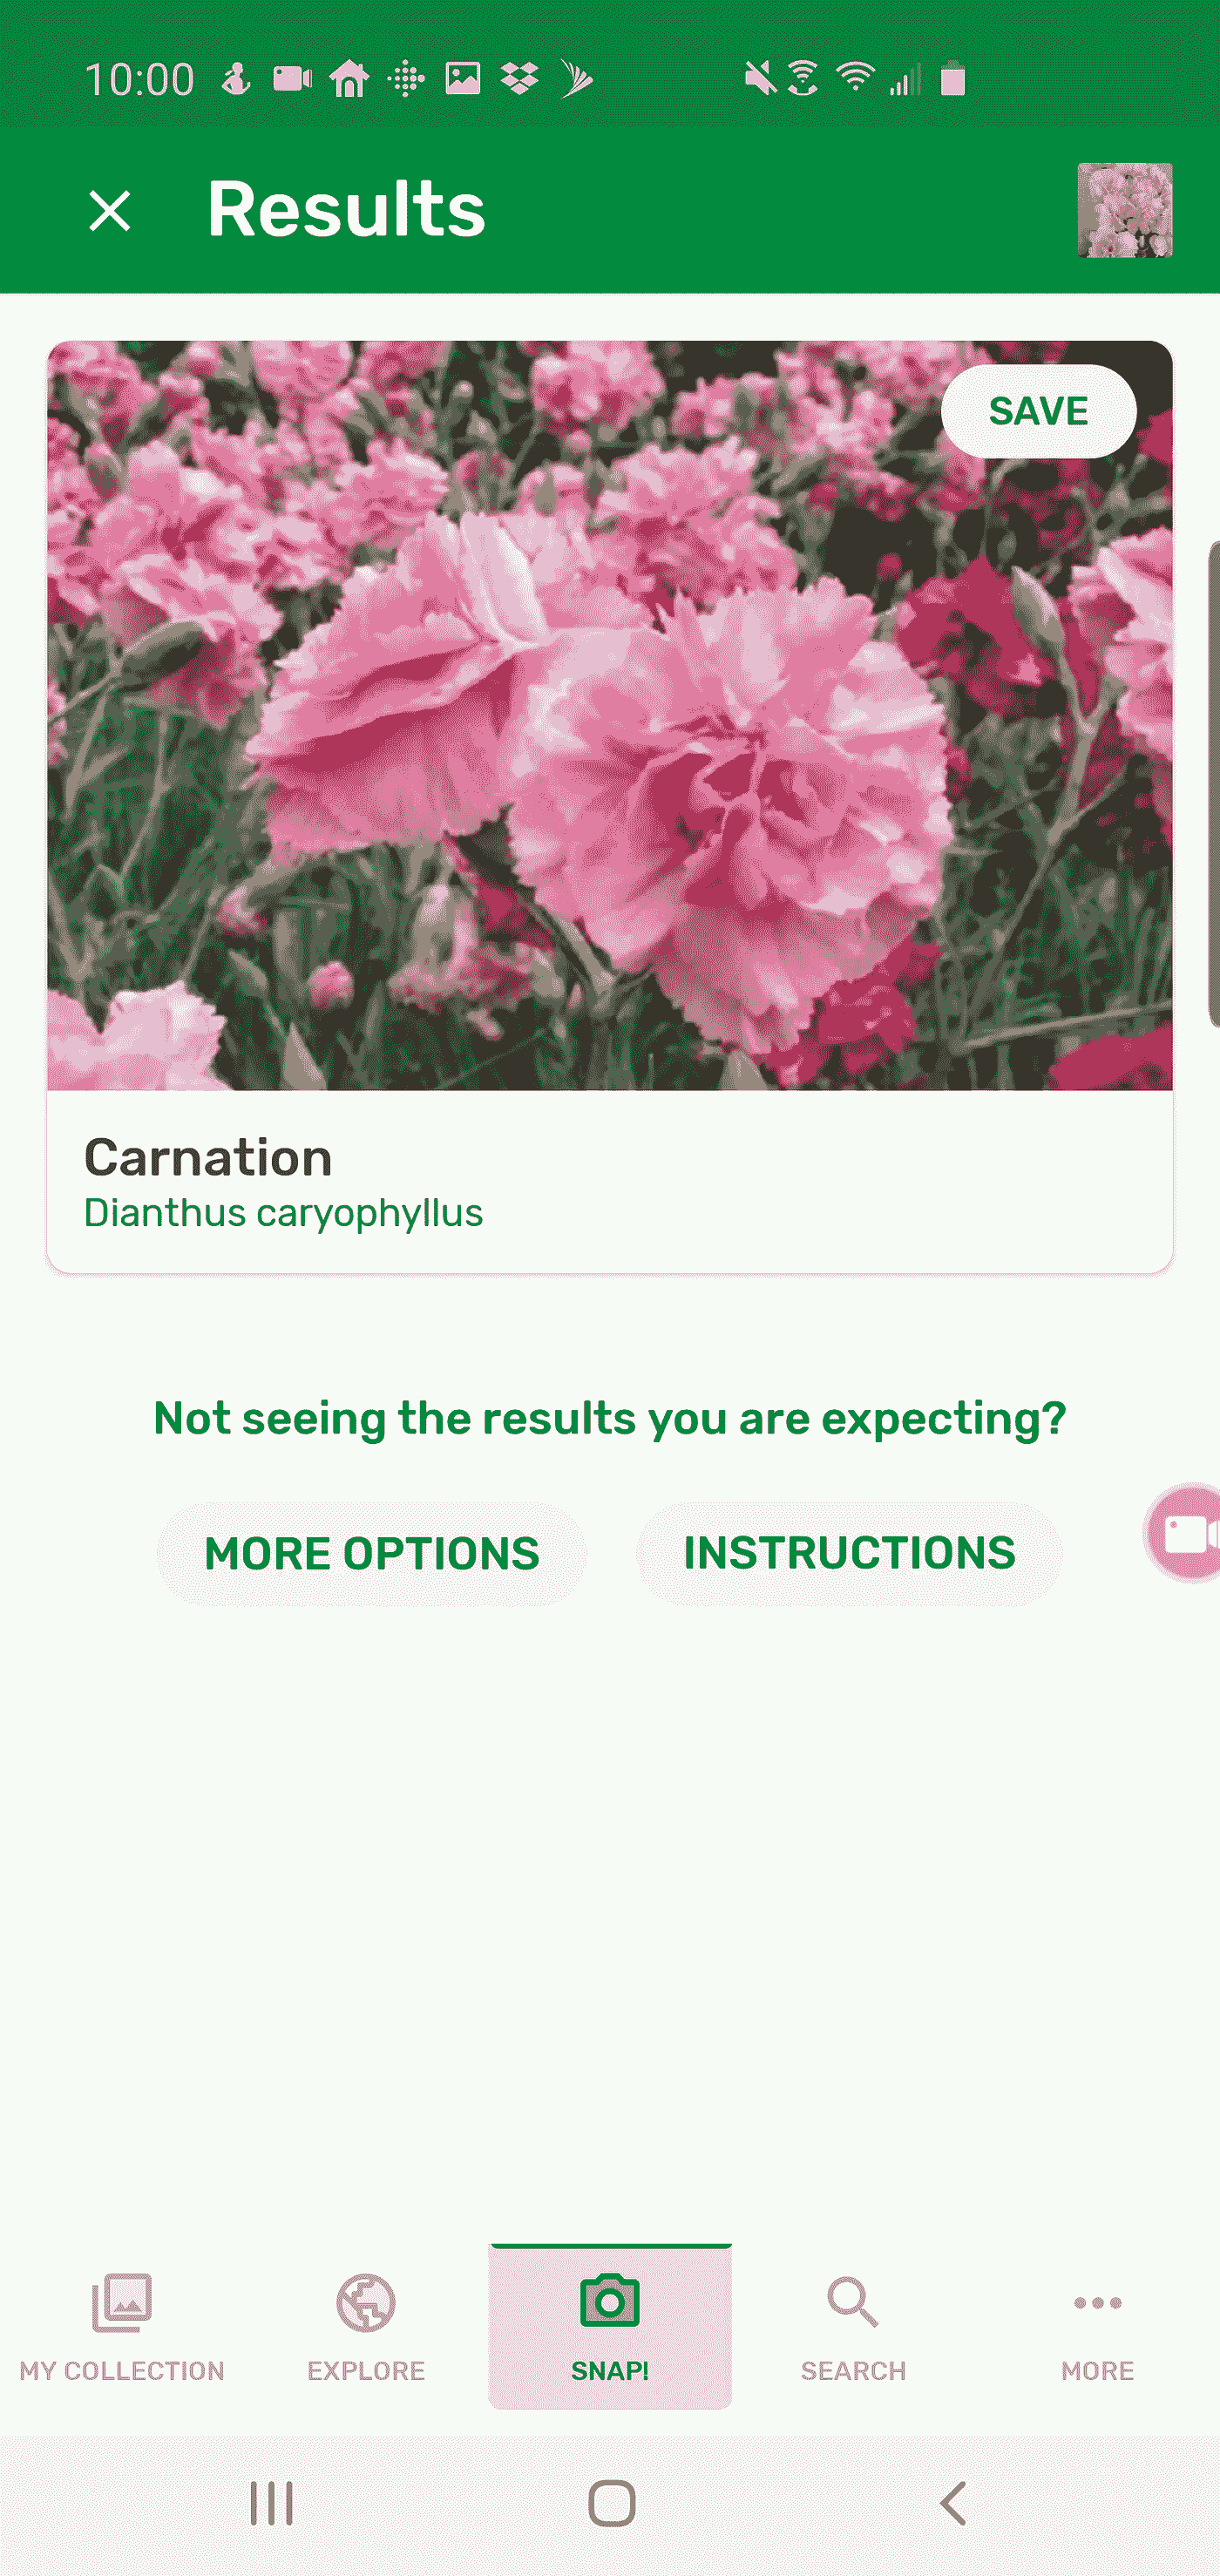 10:00
Results
SAVE
Carnation
Dianthus caryophyllus
Not seeing the results you are expecting?
MORE OPTIONS
INSTRUCTIONS
MY COLLECTION
EXPLORE
SNAP!
SEARCH
MORE